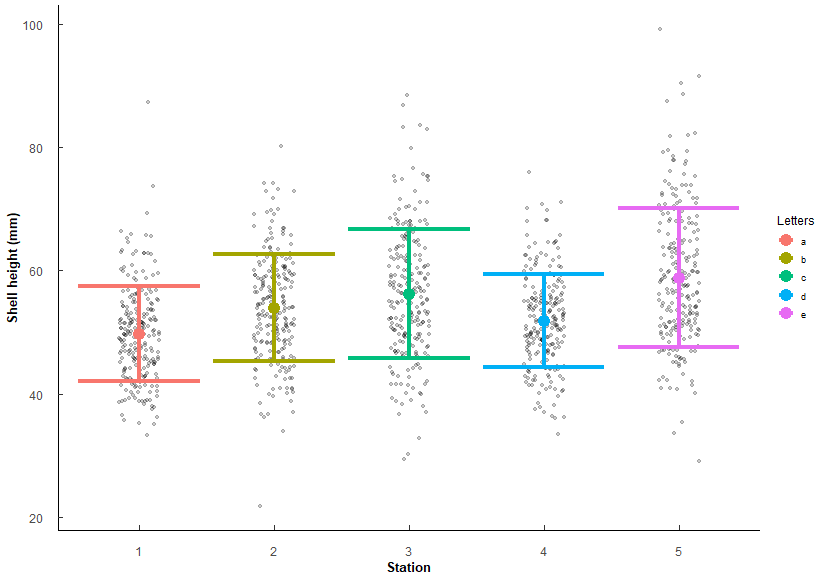 100
80
60
40
20
Shell height (mm)
1 2 3 4 5
Station
Letters
a
b
c
d
e